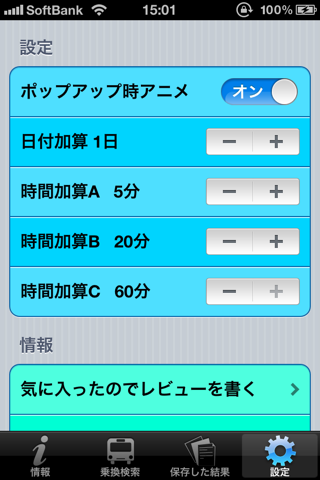 SoftBank 15:01 100%
設定
ポップアップ時アニメ オン
日付加算 1日
時間加算A 5分
時間加算B 20分
時間加算C 60分
情報
気に入ったのでレビューを書く
情報 乗換検索 保存した結果 設定